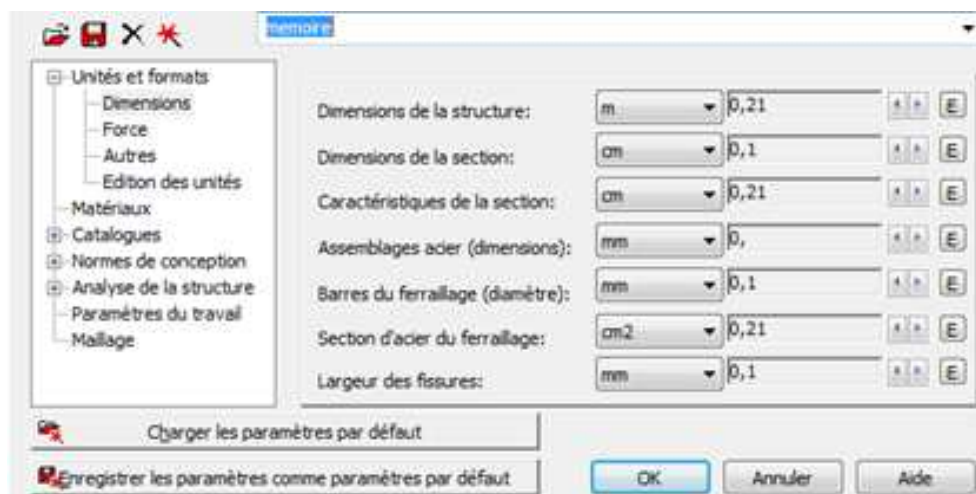 memoire
Unités et formats
Dimensions
Force
Autres
Edition des unités
Matériaux
Catalogues
Normes de conception
Analyse de la structure
Paramètres du travail
Maillage
Dimensions de la structure: m 0,21 E
Dimensions de la section: cm 0,1 E
Caractéristiques de la section: cm 0,21 E
Assemblages acier (dimensions): mm 0, E
Barres du ferraillage (diamètre): mm 0,1 E
Section d'acier du ferraillage: cm2 0,21 E
Largeur des fissures: mm 0,1 E
Charger les paramètres par défaut
Enregistrer les paramètres comme paramètres par défaut
OK Annuler Aide